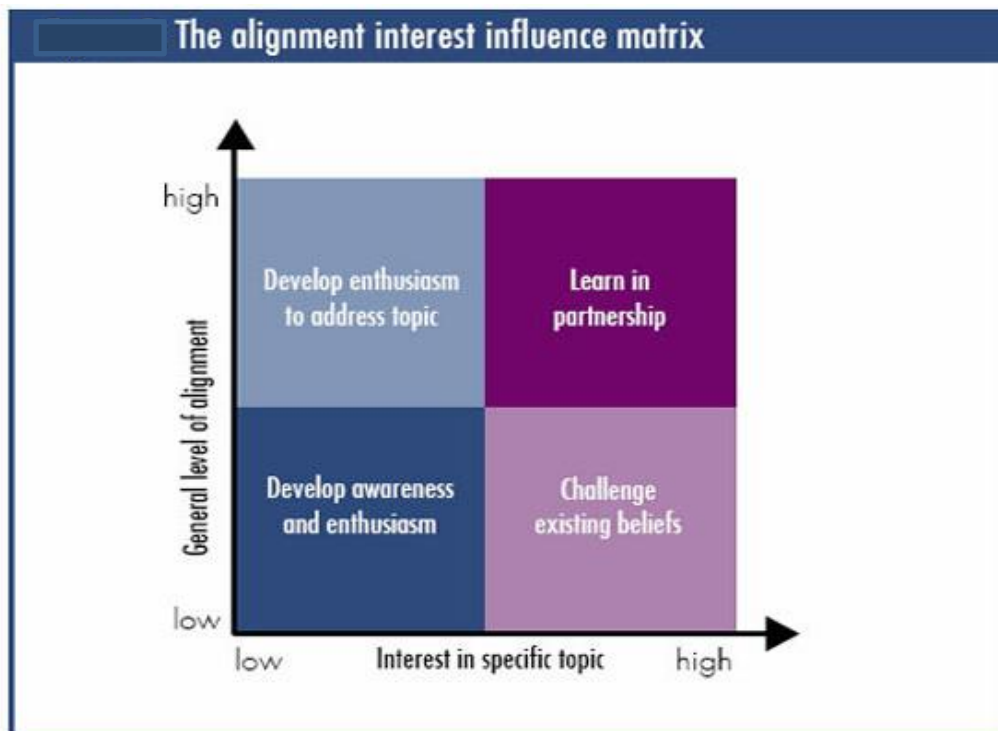 The alignment interest influence matrix
high
Develop enthusiasm
to address topic
Learn in
partnership
General level of alignment
Develop awareness
and enthusiasm
Challenge
existing beliefs
low
low
Interest in specific topic
high